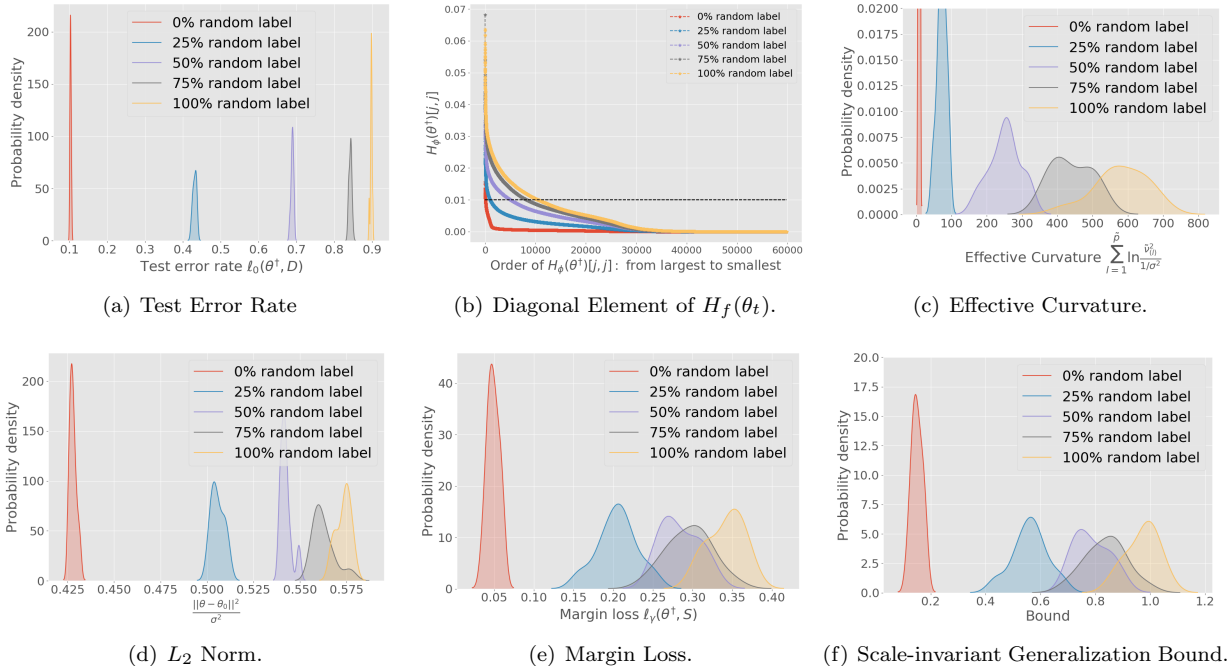 200
150
100
50
0
Probability density
0% random label
25% random label
50% random label
75% random label
100% random label
0.1 0.2 0.3 0.4 0.5 0.6 0.7 0.8 0.9
Test error rate ℓ₀(θ†, D)
(a) Test Error Rate
0.07
0.06
0.05
0.04
0.03
0.02
0.01
0.00
H_ϕ(θ†)[j, j]
0% random label
25% random label
50% random label
75% random label
100% random label
0 10000 20000 30000 40000 50000 60000
Order of H_ϕ(θ†)[j, j]: from largest to smallest
(b) Diagonal Element of H_f(θ_t).
0.0200
0.0175
0.0150
0.0125
0.0100
0.0075
0.0050
0.0025
0.0000
Probability density
0% random label
25% random label
50% random label
75% random label
100% random label
0 100 200 300 400 500 600 700 800
Effective Curvature ∑_{l=1}^{p̃} ln ṽ²_{[l]}/(1/σ²)
(c) Effective Curvature.
200
150
100
50
0
Probability density
0% random label
25% random label
50% random label
75% random label
100% random label
0.425 0.450 0.475 0.500 0.525 0.550 0.575
||θ − θ₀||²/σ²
(d) L₂ Norm.
40
30
20
10
0
Probability density
0% random label
25% random label
50% random label
75% random label
100% random label
0.05 0.10 0.15 0.20 0.25 0.30 0.35 0.40
Margin loss ℓ_γ(θ†, S)
(e) Margin Loss.
20.0
17.5
15.0
12.5
10.0
7.5
5.0
2.5
0.0
Probability density
0% random label
25% random label
50% random label
75% random label
100% random label
0.2 0.4 0.6 0.8 1.0 1.2
Bound
(f) Scale-invariant Generalization Bound.